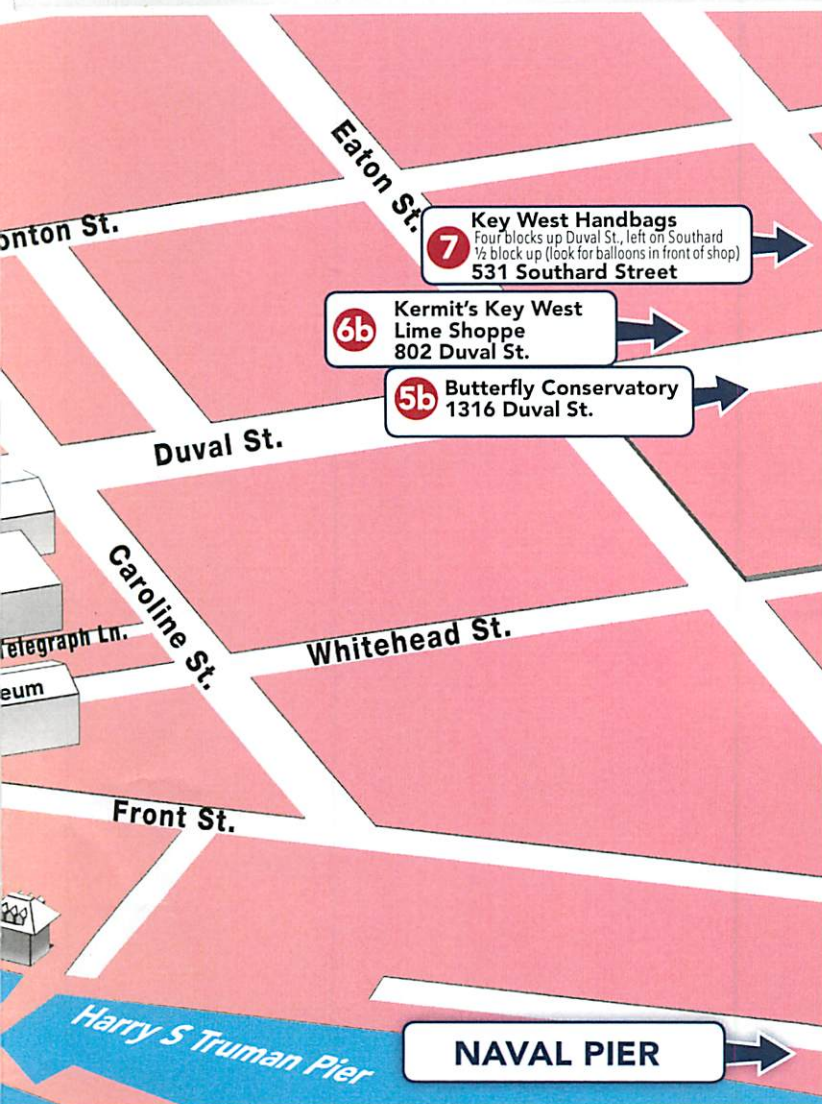 Eaton St.
onton St.
7
Key West Handbags
Four blocks up Duval St., left on Southard
½ block up (look for balloons in front of shop)
531 Southard Street
6b
Kermit's Key West
Lime Shoppe
802 Duval St.
5b
Butterfly Conservatory
1316 Duval St.
Duval St.
Caroline St.
Telegraph Ln.
Whitehead St.
eum
Front St.
Harry S Truman Pier
NAVAL PIER